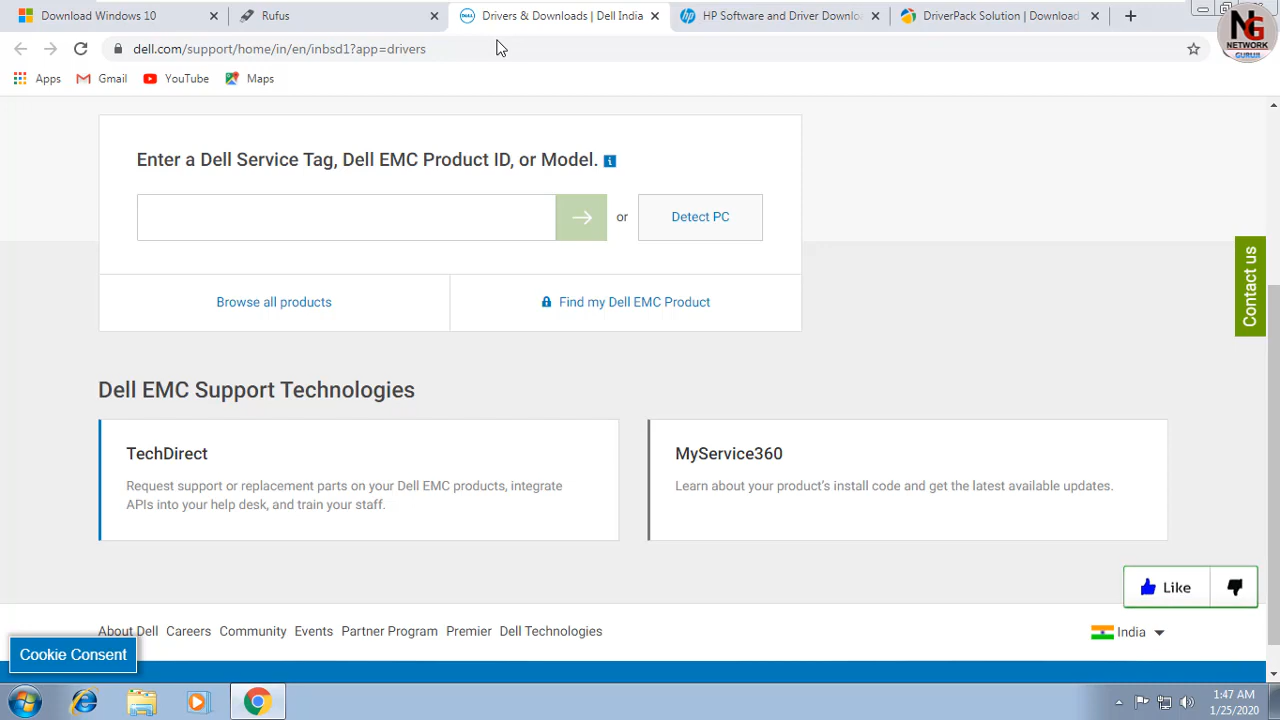 Download Windows 10
Rufus
Drivers & Downloads | Dell India
HP Software and Driver Downlo
DriverPack Solution | Download
dell.com/support/home/in/en/inbsd1?app=drivers
NG
NETWORK
GURUJI
Apps
Gmail
YouTube
Maps
Enter a Dell Service Tag, Dell EMC Product ID, or Model.
or
Detect PC
Browse all products
Find my Dell EMC Product
Contact us
Dell EMC Support Technologies
TechDirect
Request support or replacement parts on your Dell EMC products, integrate
APIs into your help desk, and train your staff.
MyService360
Learn about your product's install code and get the latest available updates.
Like
About Dell Careers Community Events Partner Program Premier Dell Technologies
India
Cookie Consent
1:47 AM
1/25/2020